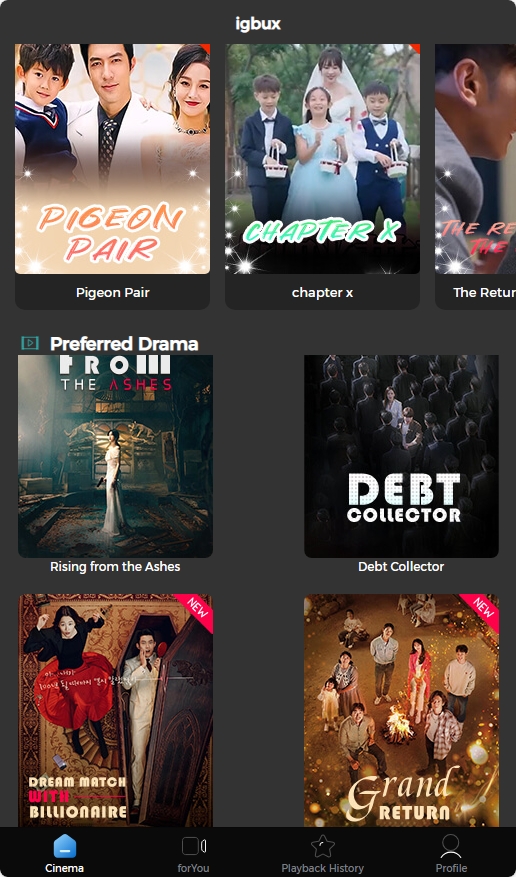 igbux
PIGEON
PAIR
CHAPTER X
THE RE
THE
Pigeon Pair
chapter x
The Retur
Preferred Drama
FROM
THE ASHES
DEBT
COLLECTOR
Rising from the Ashes
Debt Collector
NEW
NEW
DREAM MATCH
WITH
BILLIONAIRE
Grand
RETURN
Cinema
forYou
Playback History
Profile